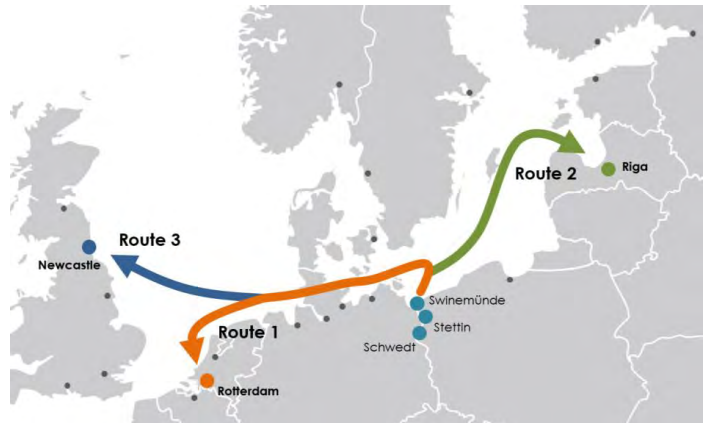 Route 2
Riga
Route 3
Newcastle
Swinemünde
Stettin
Route 1
Schwedt
Rotterdam